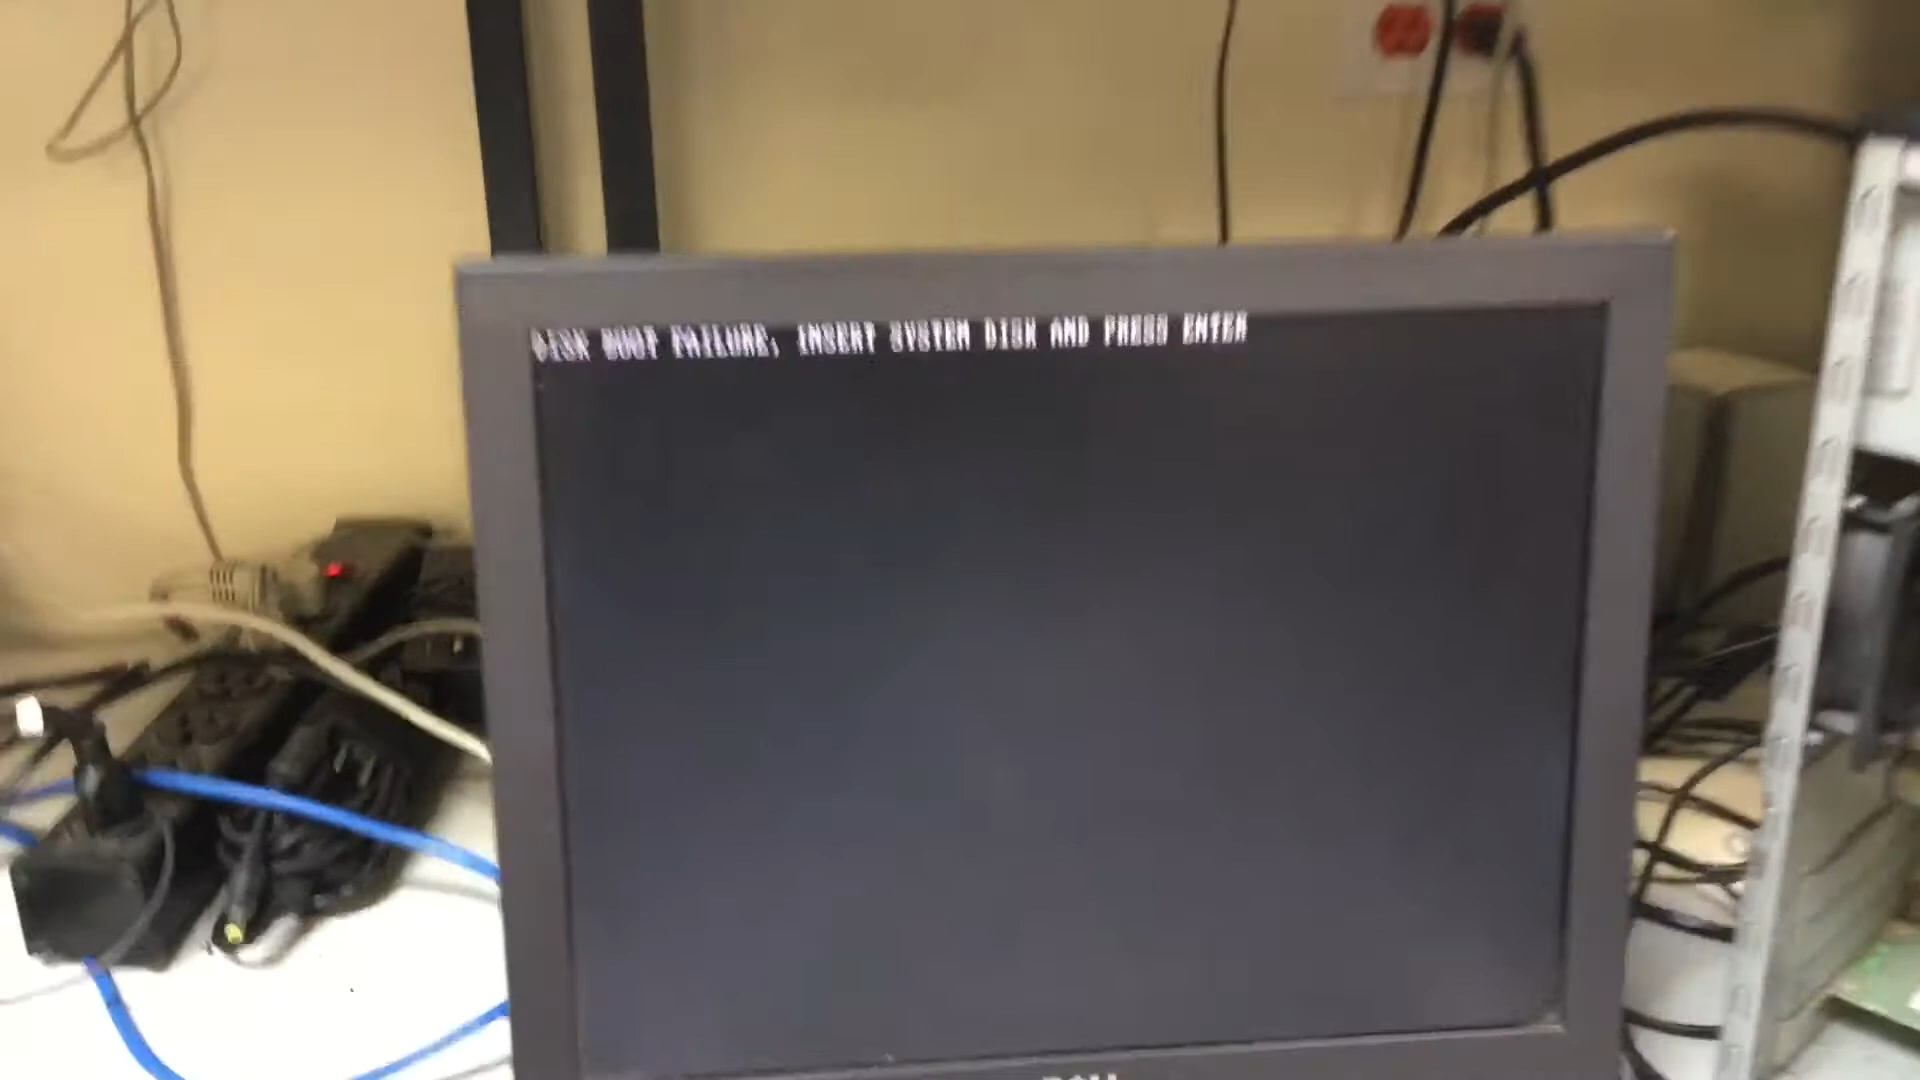 DISK BOOT FAILURE, INSERT SYSTEM DISK AND PRESS ENTER